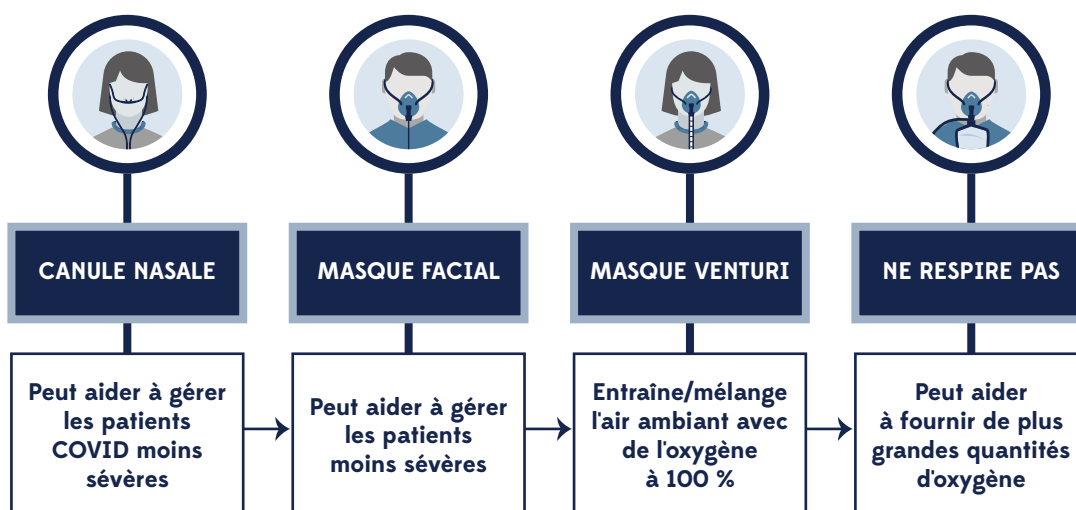 CANULE NASALE
Peut aider à gérer
les patients
COVID moins
sévères
MASQUE FACIAL
Peut aider à gérer
les patients
moins sévères
MASQUE VENTURI
Entraîne/mélange
l'air ambiant avec
de l'oxygène
à 100 %
NE RESPIRE PAS
Peut aider
à fournir de plus
grandes quantités
d'oxygène